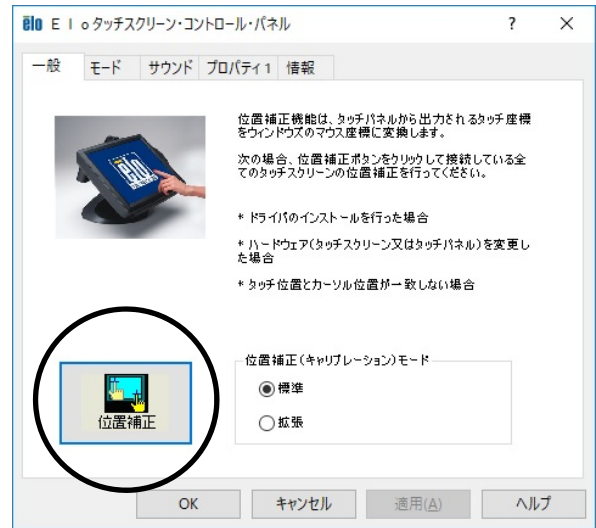 elo Ｅｌｏタッチスクリーン・コントロール・パネル ? ×
一般 モード サウンド プロパティ1 情報
位置補正機能は、タッチパネルから出力されるタッチ座標
をウィンドウズのマウス座標に変換します。
次の場合、位置補正ボタンをクリックして接続している全
てのタッチスクリーンの位置補正を行ってください。
* ドライバのインストールを行った場合
* ハードウェア(タッチスクリーン又はタッチパネル)を変更し
た場合
* タッチ位置とカーソル位置が一致しない場合
elo
位置補正(キャリブレーション)モード
標準
拡張
位置補正
OK キャンセル 適用(A) ヘルプ